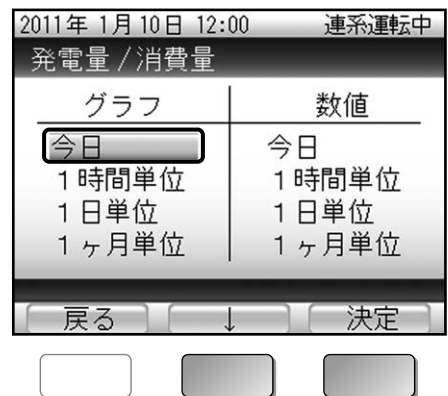 2011年 1月10日 12:00 連系運転中
発電量/消費量
グラフ 数値
今日 今日
1時間単位 1時間単位
1日単位 1日単位
1ヶ月単位 1ヶ月単位
戻る ↓ 決定